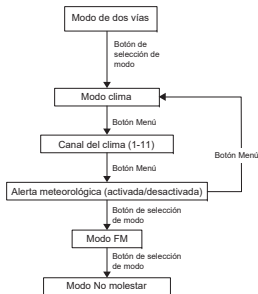 Modo de dos vías
Botón de
selección de
modo
Modo clima
Botón Menú
Canal del clima (1-11)
Botón Menú
Botón Menú
Alerta meteorológica (activada/desactivada)
Botón de selección
de modo
Modo FM
Botón de selección
de modo
Modo No molestar